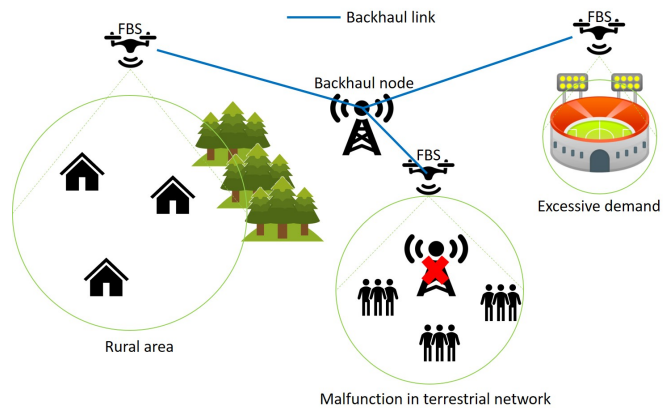 Backhaul link
FBS
FBS
Backhaul node
FBS
Excessive demand
Rural area
Malfunction in terrestrial network